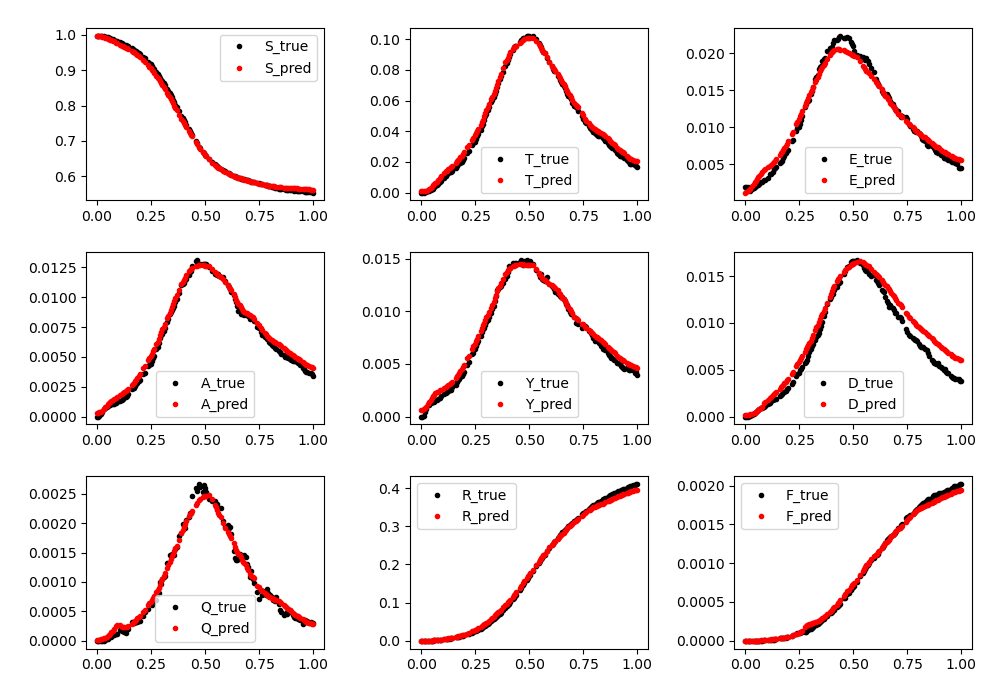 1.0
0.9
0.8
0.7
0.6
S_true
S_pred
0.00 0.25 0.50 0.75 1.00
0.10
0.08
0.06
0.04
0.02
0.00
T_true
T_pred
0.00 0.25 0.50 0.75 1.00
0.020
0.015
0.010
0.005
E_true
E_pred
0.00 0.25 0.50 0.75 1.00
0.0125
0.0100
0.0075
0.0050
0.0025
0.0000
A_true
A_pred
0.00 0.25 0.50 0.75 1.00
0.015
0.010
0.005
0.000
Y_true
Y_pred
0.00 0.25 0.50 0.75 1.00
0.015
0.010
0.005
0.000
D_true
D_pred
0.00 0.25 0.50 0.75 1.00
0.0025
0.0020
0.0015
0.0010
0.0005
0.0000
Q_true
Q_pred
0.00 0.25 0.50 0.75 1.00
0.4
0.3
0.2
0.1
0.0
R_true
R_pred
0.00 0.25 0.50 0.75 1.00
0.0020
0.0015
0.0010
0.0005
0.0000
F_true
F_pred
0.00 0.25 0.50 0.75 1.00